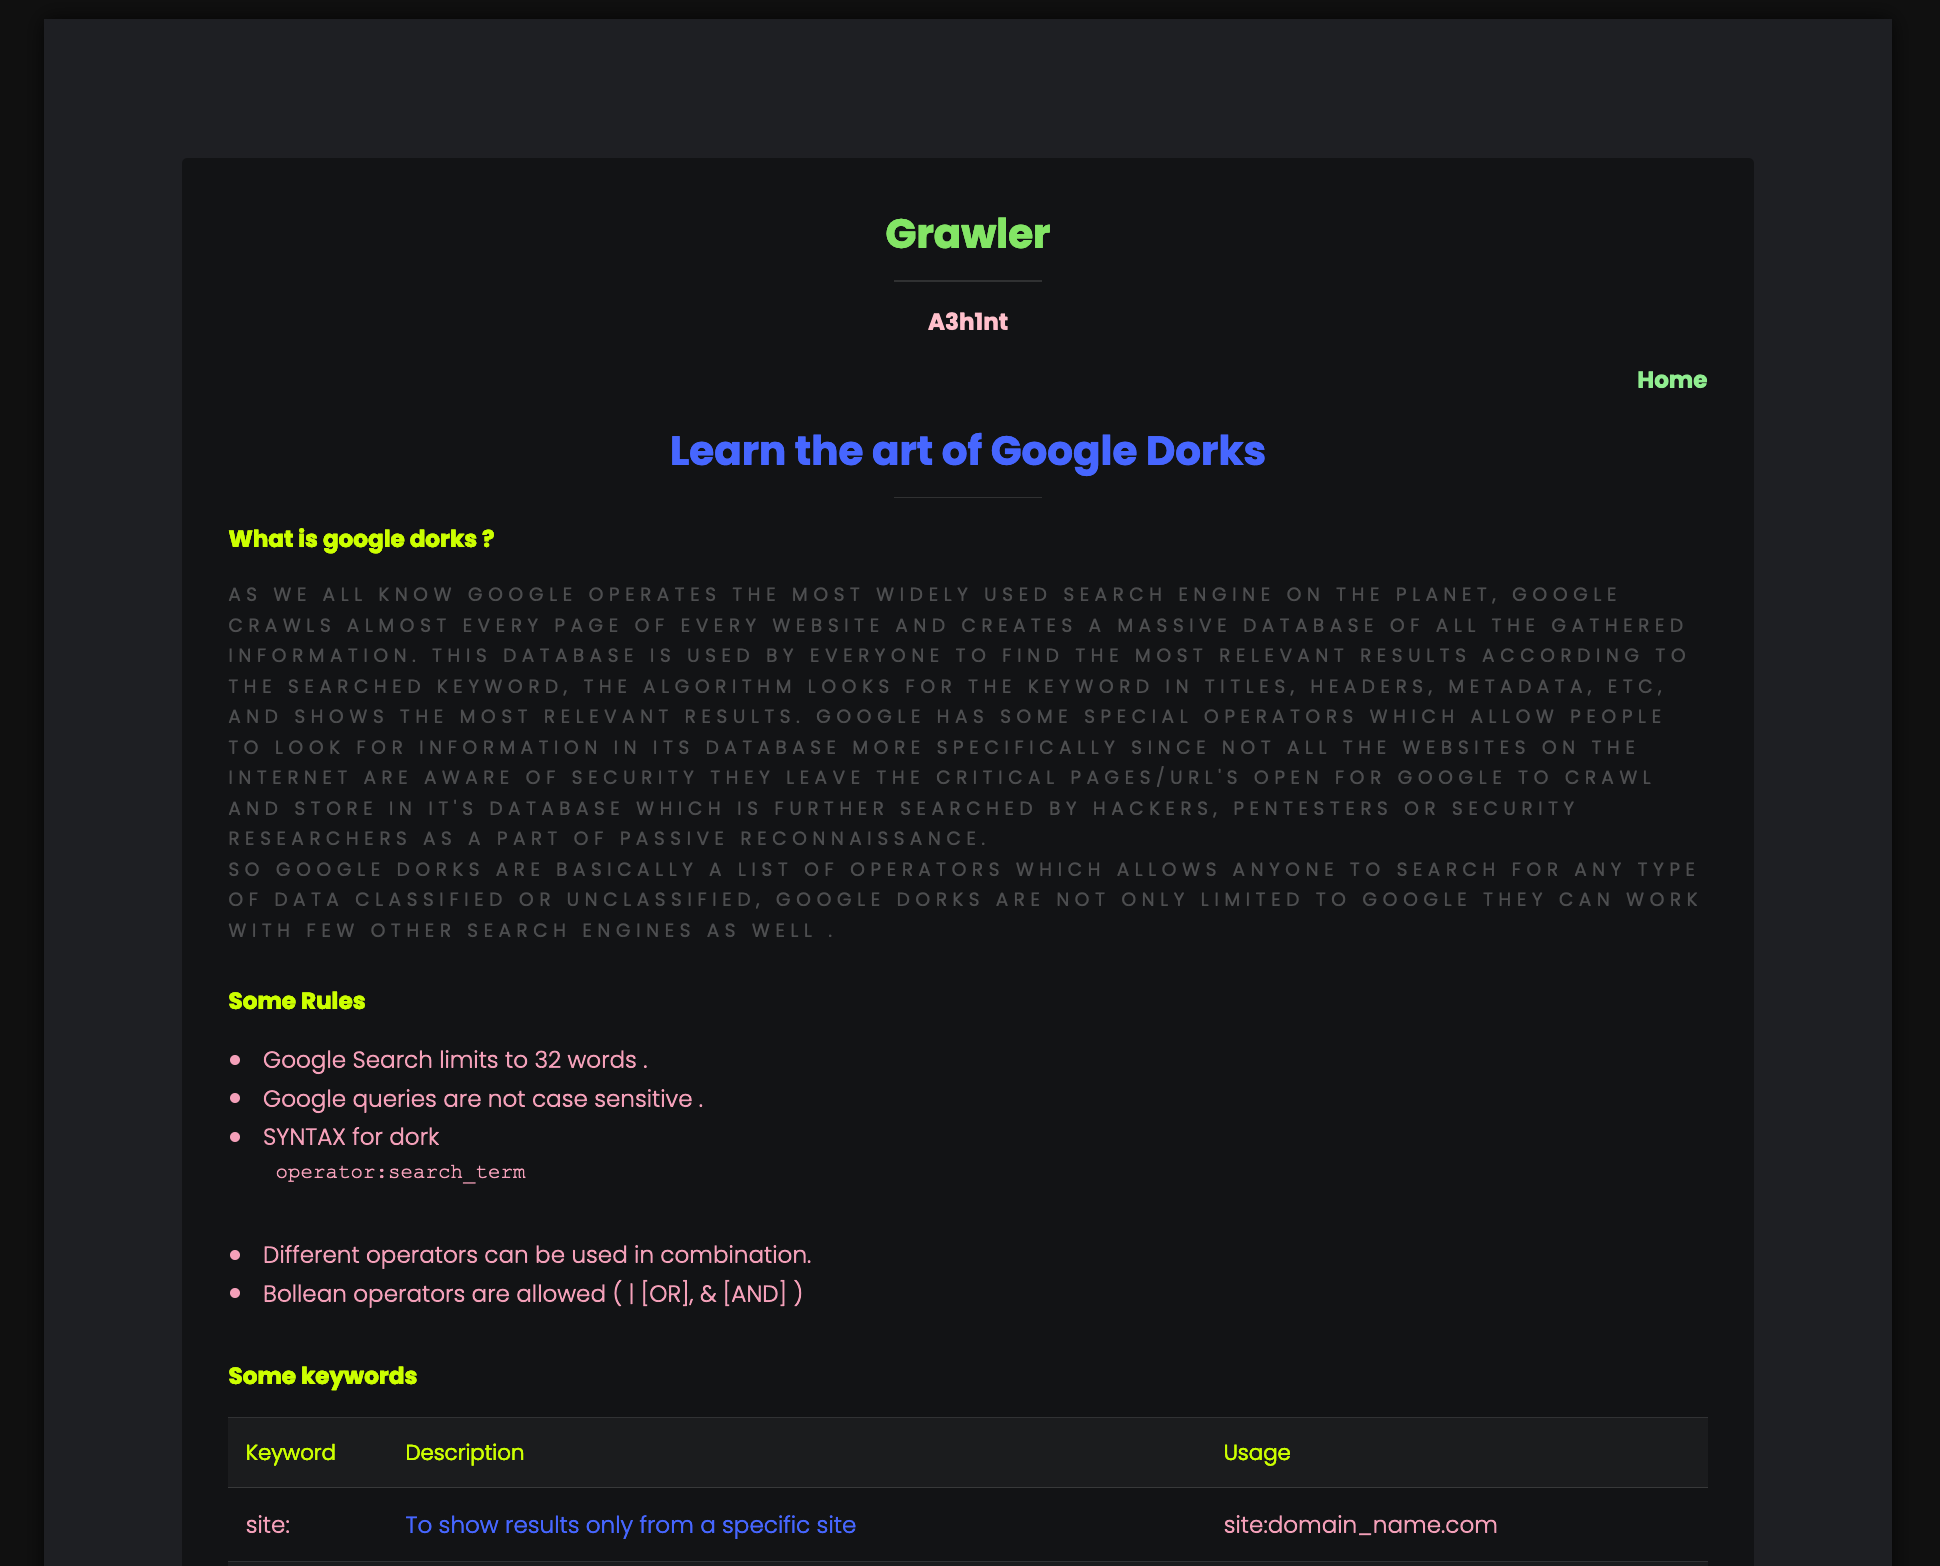 Grawler
A3h1nt
Home
Learn the art of Google Dorks
What is google dorks ?
AS WE ALL KNOW GOOGLE OPERATES THE MOST WIDELY USED SEARCH ENGINE ON THE PLANET, GOOGLE
CRAWLS ALMOST EVERY PAGE OF EVERY WEBSITE AND CREATES A MASSIVE DATABASE OF ALL THE GATHERED
INFORMATION. THIS DATABASE IS USED BY EVERYONE TO FIND THE MOST RELEVANT RESULTS ACCORDING TO
THE SEARCHED KEYWORD, THE ALGORITHM LOOKS FOR THE KEYWORD IN TITLES, HEADERS, METADATA, ETC,
AND SHOWS THE MOST RELEVANT RESULTS. GOOGLE HAS SOME SPECIAL OPERATORS WHICH ALLOW PEOPLE
TO LOOK FOR INFORMATION IN ITS DATABASE MORE SPECIFICALLY SINCE NOT ALL THE WEBSITES ON THE
INTERNET ARE AWARE OF SECURITY THEY LEAVE THE CRITICAL PAGES/URL'S OPEN FOR GOOGLE TO CRAWL
AND STORE IN IT'S DATABASE WHICH IS FURTHER SEARCHED BY HACKERS, PENTESTERS OR SECURITY
RESEARCHERS AS A PART OF PASSIVE RECONNAISSANCE.
SO GOOGLE DORKS ARE BASICALLY A LIST OF OPERATORS WHICH ALLOWS ANYONE TO SEARCH FOR ANY TYPE
OF DATA CLASSIFIED OR UNCLASSIFIED, GOOGLE DORKS ARE NOT ONLY LIMITED TO GOOGLE THEY CAN WORK
WITH FEW OTHER SEARCH ENGINES AS WELL .
Some Rules
• Google Search limits to 32 words .
• Google queries are not case sensitive .
• SYNTAX for dork
operator:search_term
• Different operators can be used in combination.
• Bollean operators are allowed ( | [OR], & [AND] )
Some keywords
Keyword Description Usage
site: To show results only from a specific site site:domain_name.com